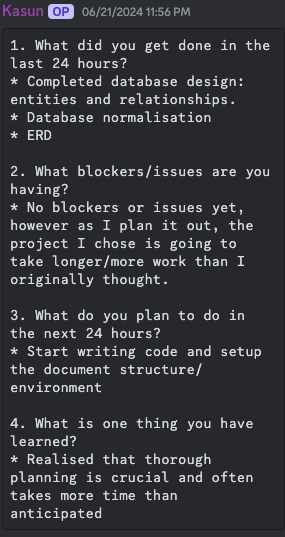 Kasun OP 06/21/2024 11:56 PM
1. What did you get done in the
last 24 hours?
* Completed database design:
entities and relationships.
* Database normalisation
* ERD
2. What blockers/issues are you
having?
* No blockers or issues yet,
however as I plan it out, the
project I chose is going to
take longer/more work than I
originally thought.
3. What do you plan to do in
the next 24 hours?
* Start writing code and setup
the document structure/
environment
4. What is one thing you have
learned?
* Realised that thorough
planning is crucial and often
takes more time than
anticipated